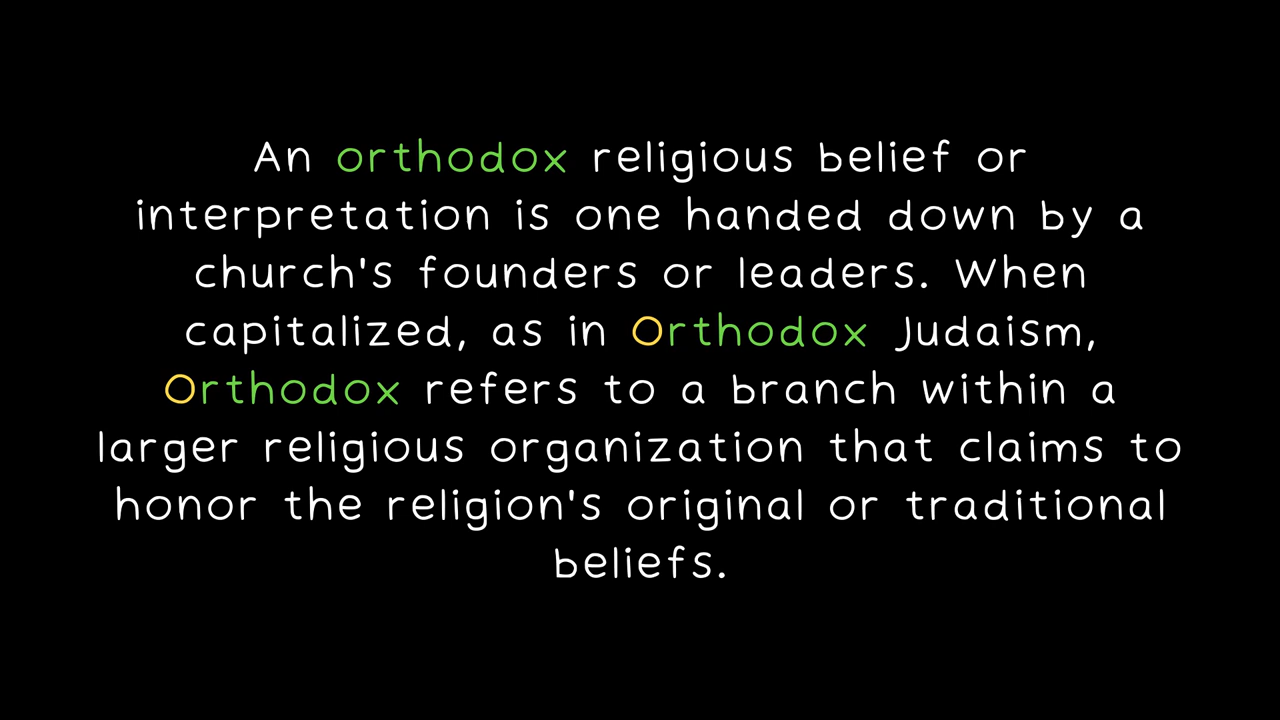 An orthodox religious belief or
interpretation is one handed down by a
church's founders or leaders. When
capitalized, as in Orthodox Judaism,
Orthodox refers to a branch within a
larger religious organization that claims to
honor the religion's original or traditional
beliefs.